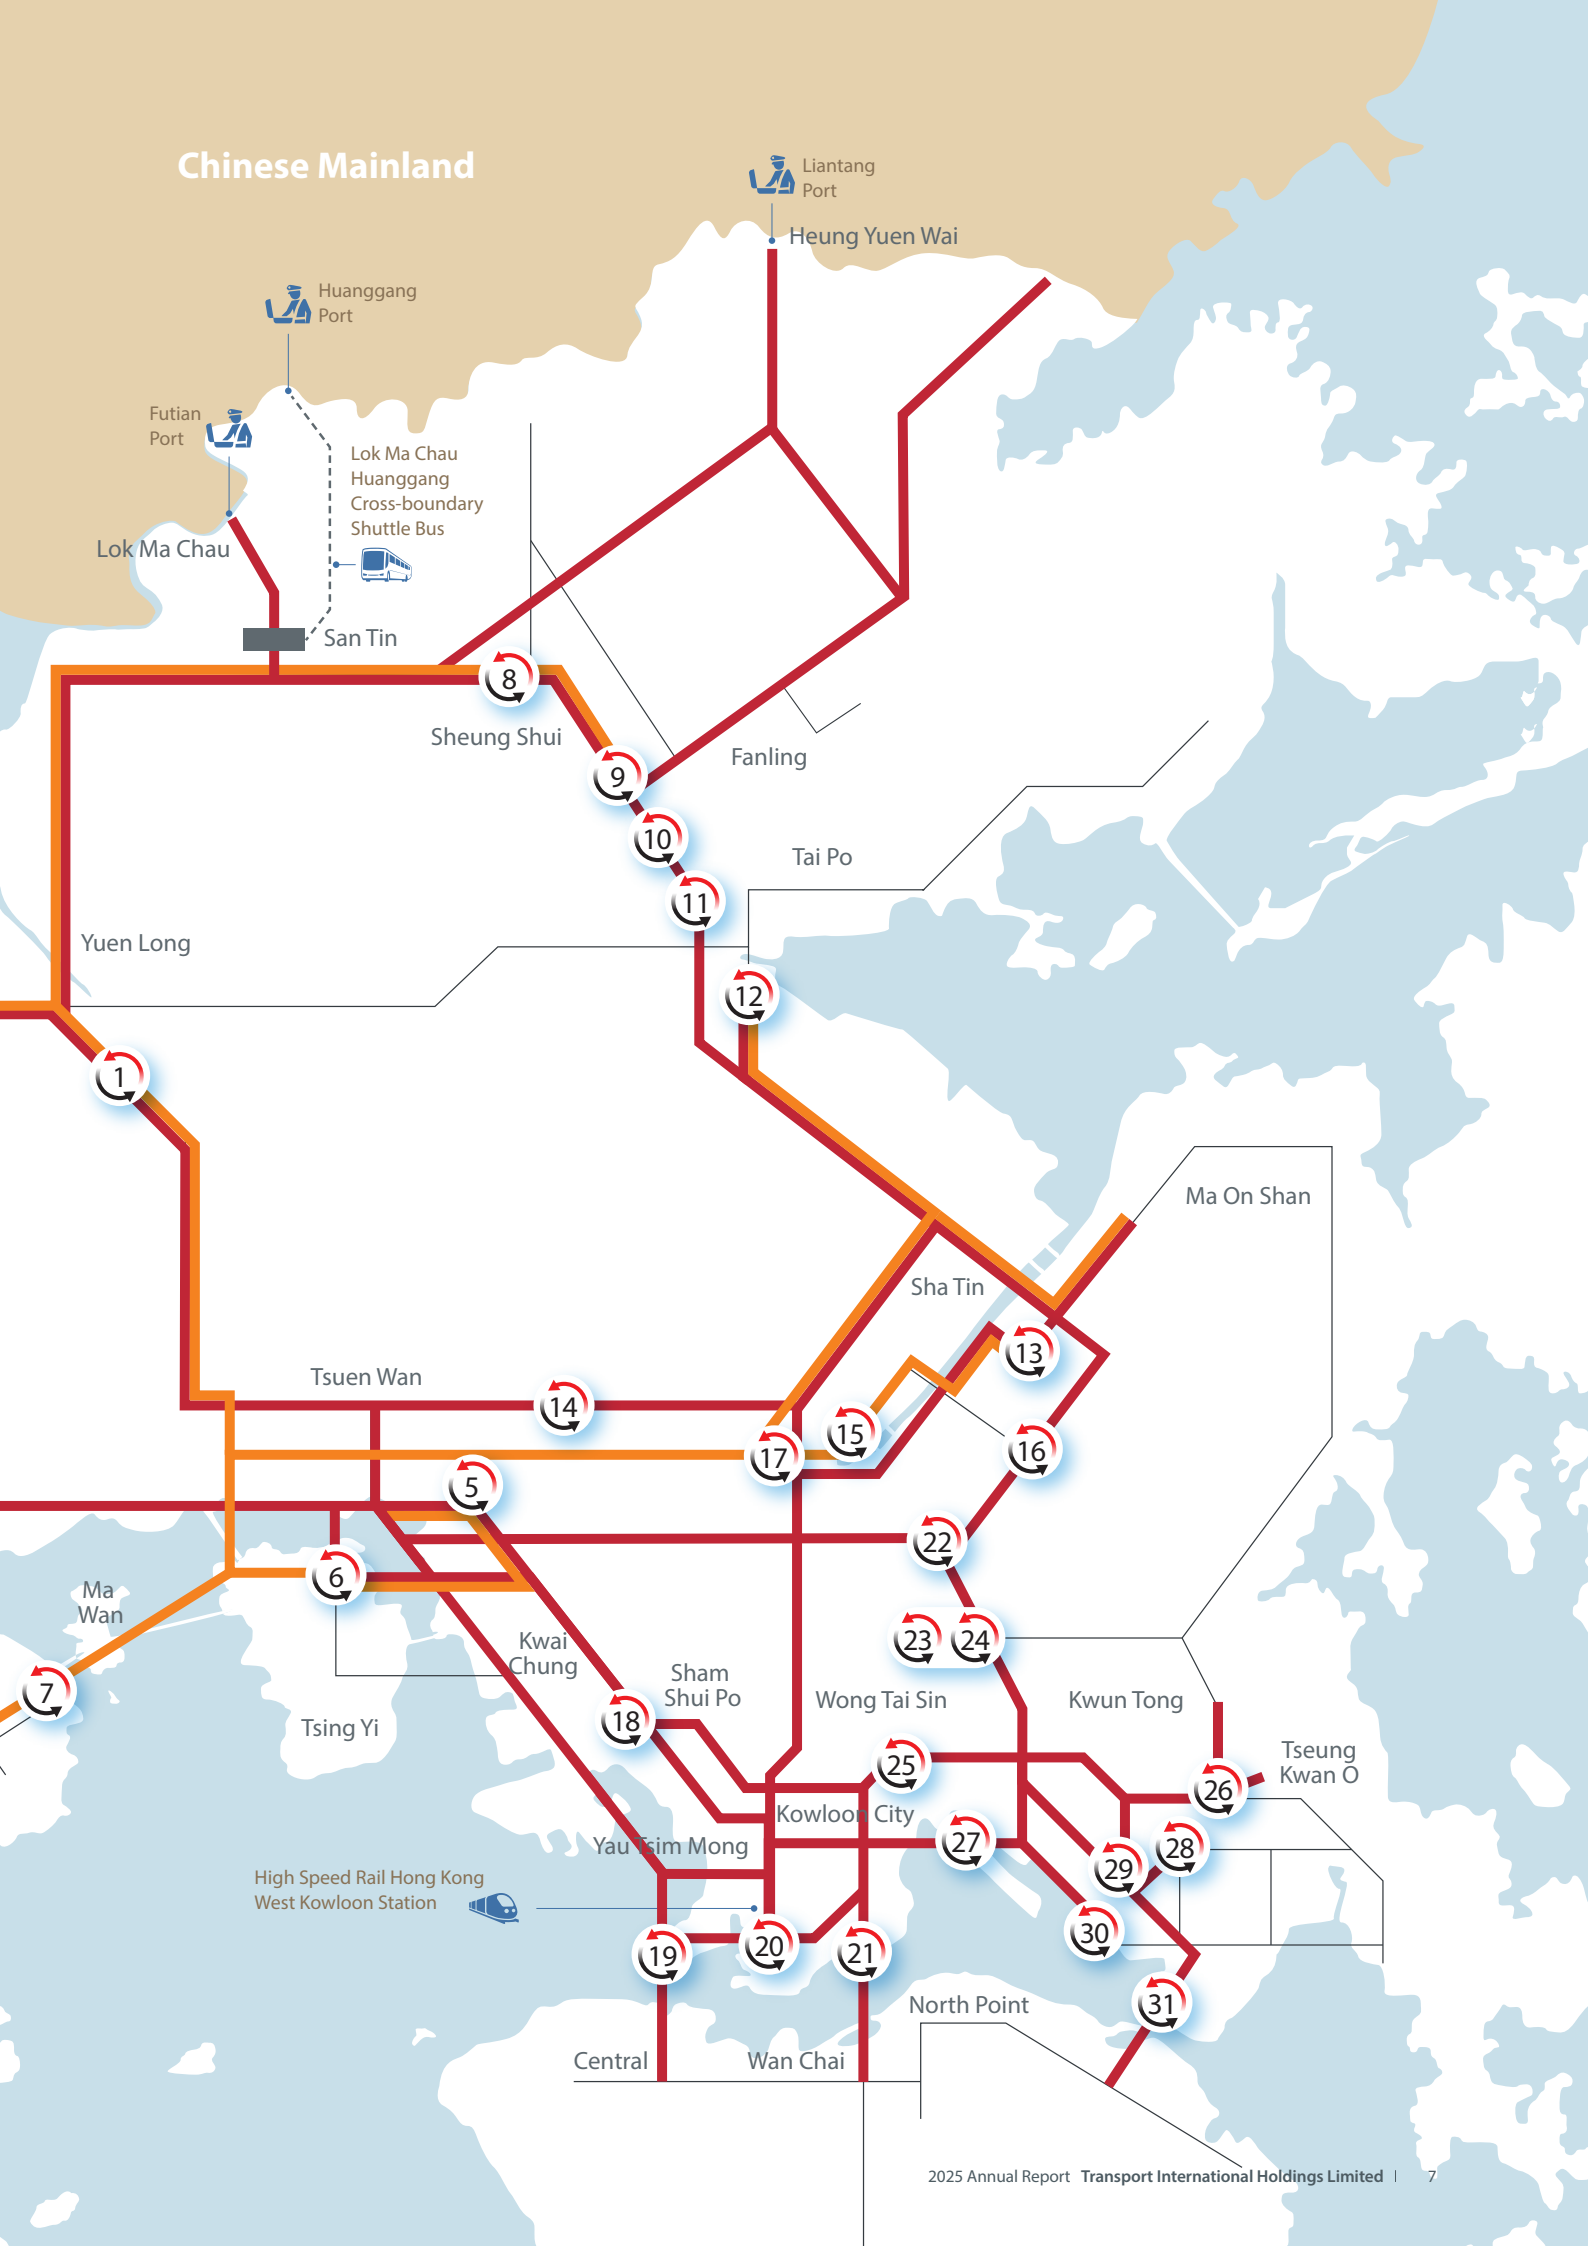 Chinese Mainland
Liantang
Port
Heung Yuen Wai
Huanggang
Port
Futian
Port
Lok Ma Chau
Huanggang
Cross-boundary
Shuttle Bus
Lok Ma Chau
San Tin
8
Sheung Shui
9
Fanling
10
Tai Po
11
Yuen Long
12
1
Ma On Shan
Sha Tin
13
Tsuen Wan
14
15
16
17
5
22
6
Ma
Wan
23
24
Kwai
Chung
7
Sham
Shui Po
18
Wong Tai Sin
Kwun Tong
Tsing Yi
25
Tseung
Kwan O
26
Kowloon City
27
28
Yau Tsim Mong
29
High Speed Rail Hong Kong
West Kowloon Station
30
19
20
21
31
North Point
Central
Wan Chai
2025 Annual Report Transport International Holdings Limited | 7